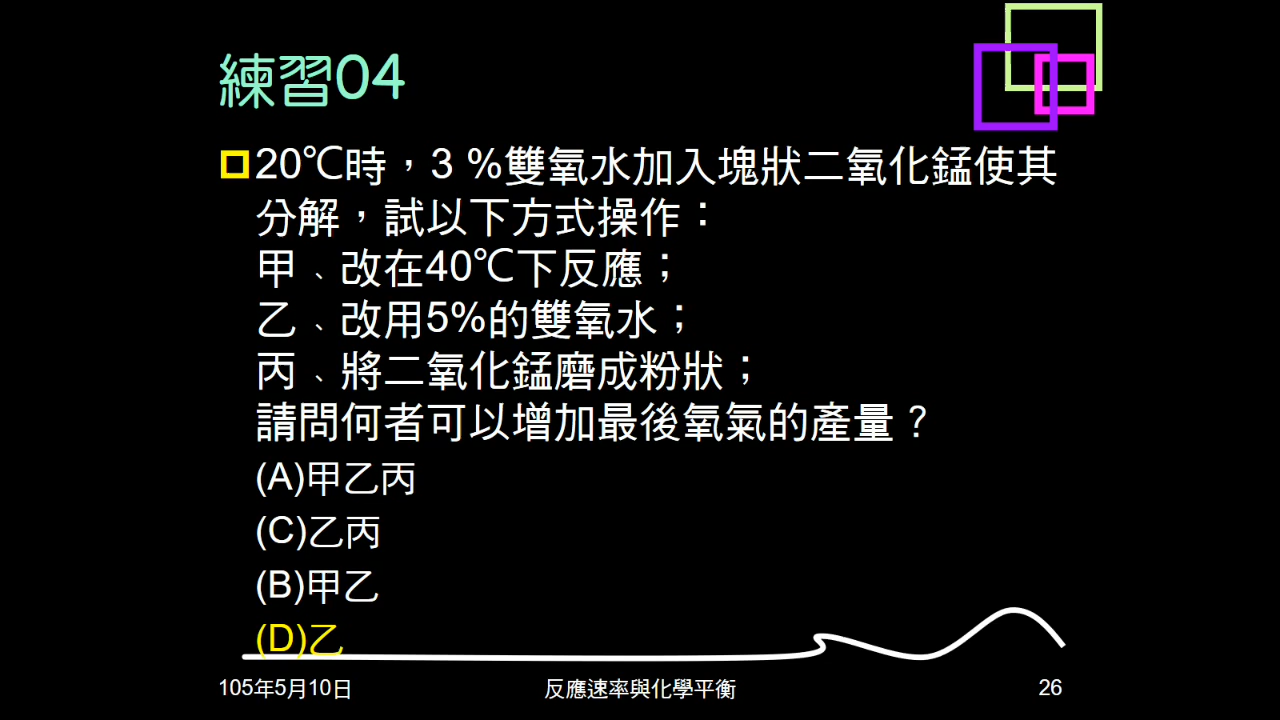 練習04
20℃時，3 %雙氧水加入塊狀二氧化錳使其
分解，試以下方式操作：
甲﹑改在40℃下反應；
乙﹑改用5%的雙氧水；
丙﹑將二氧化錳磨成粉狀；
請問何者可以增加最後氧氣的產量？
(A)甲乙丙
(C)乙丙
(B)甲乙
(D)乙
105年5月10日
反應速率與化學平衡
26